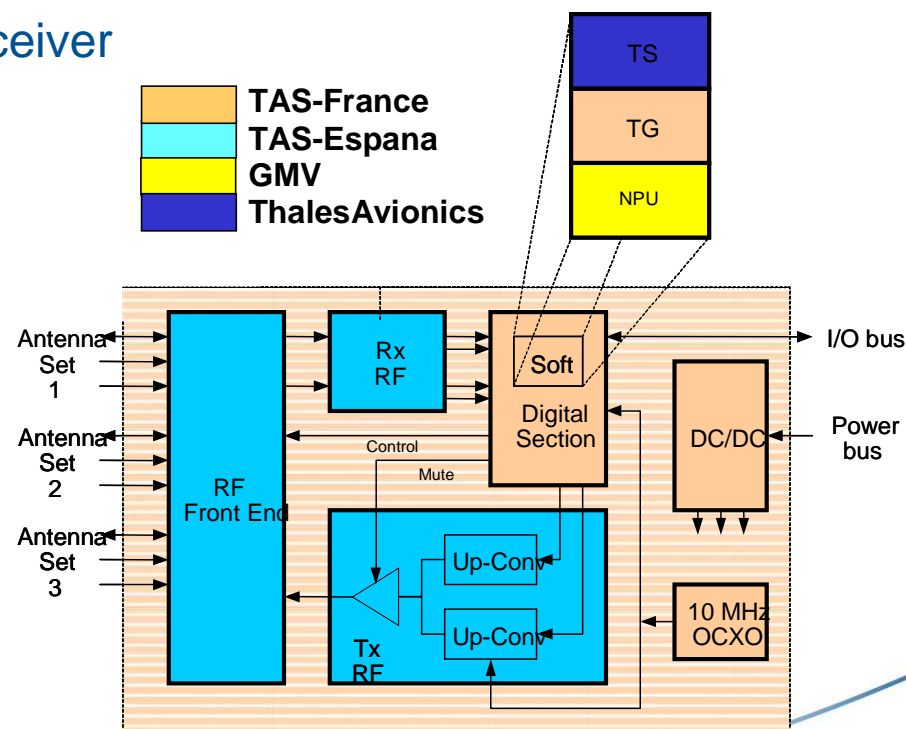 ceiver
TS
TG
NPU
TAS-France
TAS-Espana
GMV
ThalesAvionics
Antenna
Set
1
Antenna
Set
2
Antenna
Set
3
RF
Front End
Rx
RF
Soft
Digital
Section
Control
Mute
Up-Conv
Up-Conv
Tx
RF
DC/DC
10 MHz
OCXO
I/O bus
Power
bus